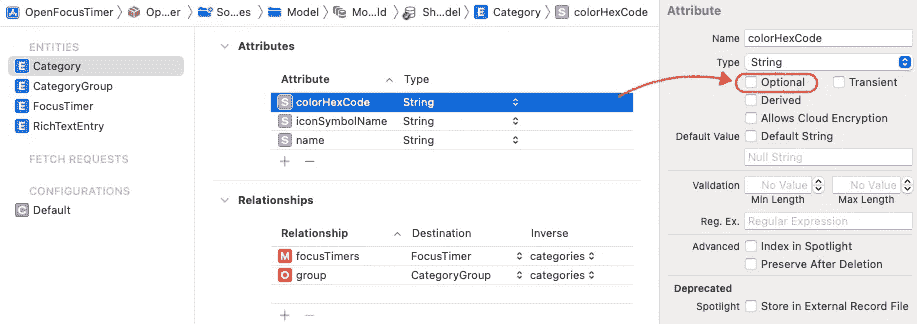 OpenFocusTimer > Op...er > So...es > Model > Mo...ld > Sh...del > E Category > S colorHexCode
ENTITIES
E Category
E CategoryGroup
E FocusTimer
E RichTextEntry
FETCH REQUESTS
CONFIGURATIONS
C Default
Attributes
Attribute Type
S colorHexCode String
S iconSymbolName String
S name String
+ −
Relationships
Relationship Destination Inverse
M focusTimers FocusTimer categories
O group CategoryGroup categories
+ −
Attribute
Name colorHexCode
Type String
Optional Transient
Derived
Allows Cloud Encryption
Default Value Default String
Null String
Validation No Value No Value
Min Length Max Length
Reg. Ex. Regular Expression
Advanced Index in Spotlight
Preserve After Deletion
Deprecated
Spotlight Store in External Record File